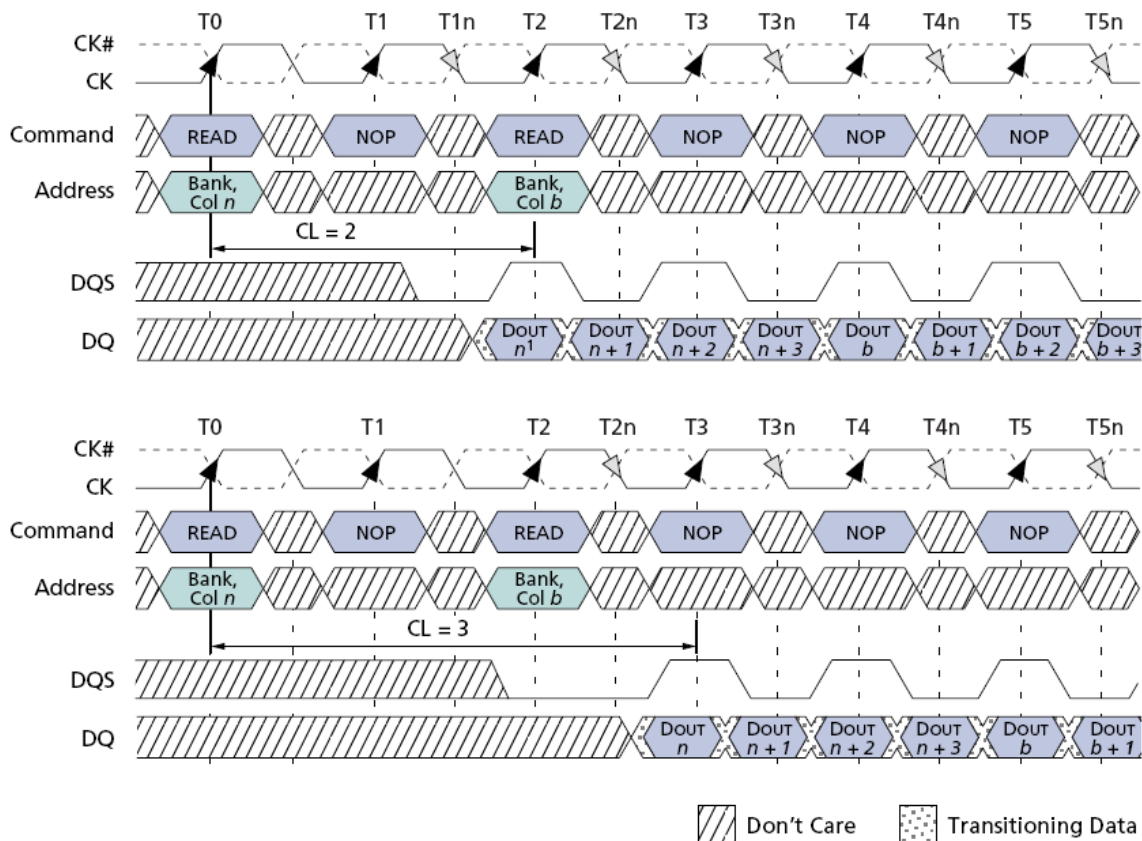 T0 T1 T1n T2 T2n T3 T3n T4 T4n T5 T5n
CK#
CK
Command READ NOP READ NOP NOP NOP
Address Bank, Col n Bank, Col b
CL = 2
DQS
DQ DOUT n¹ DOUT n + 1 DOUT n + 2 DOUT n + 3 DOUT b DOUT b + 1 DOUT b + 2 DOUT b + 3
T0 T1 T2 T2n T3 T3n T4 T4n T5 T5n
CK#
CK
Command READ NOP READ NOP NOP NOP
Address Bank, Col n Bank, Col b
CL = 3
DQS
DQ DOUT n DOUT n + 1 DOUT n + 2 DOUT n + 3 DOUT b DOUT b + 1
Don't Care Transitioning Data